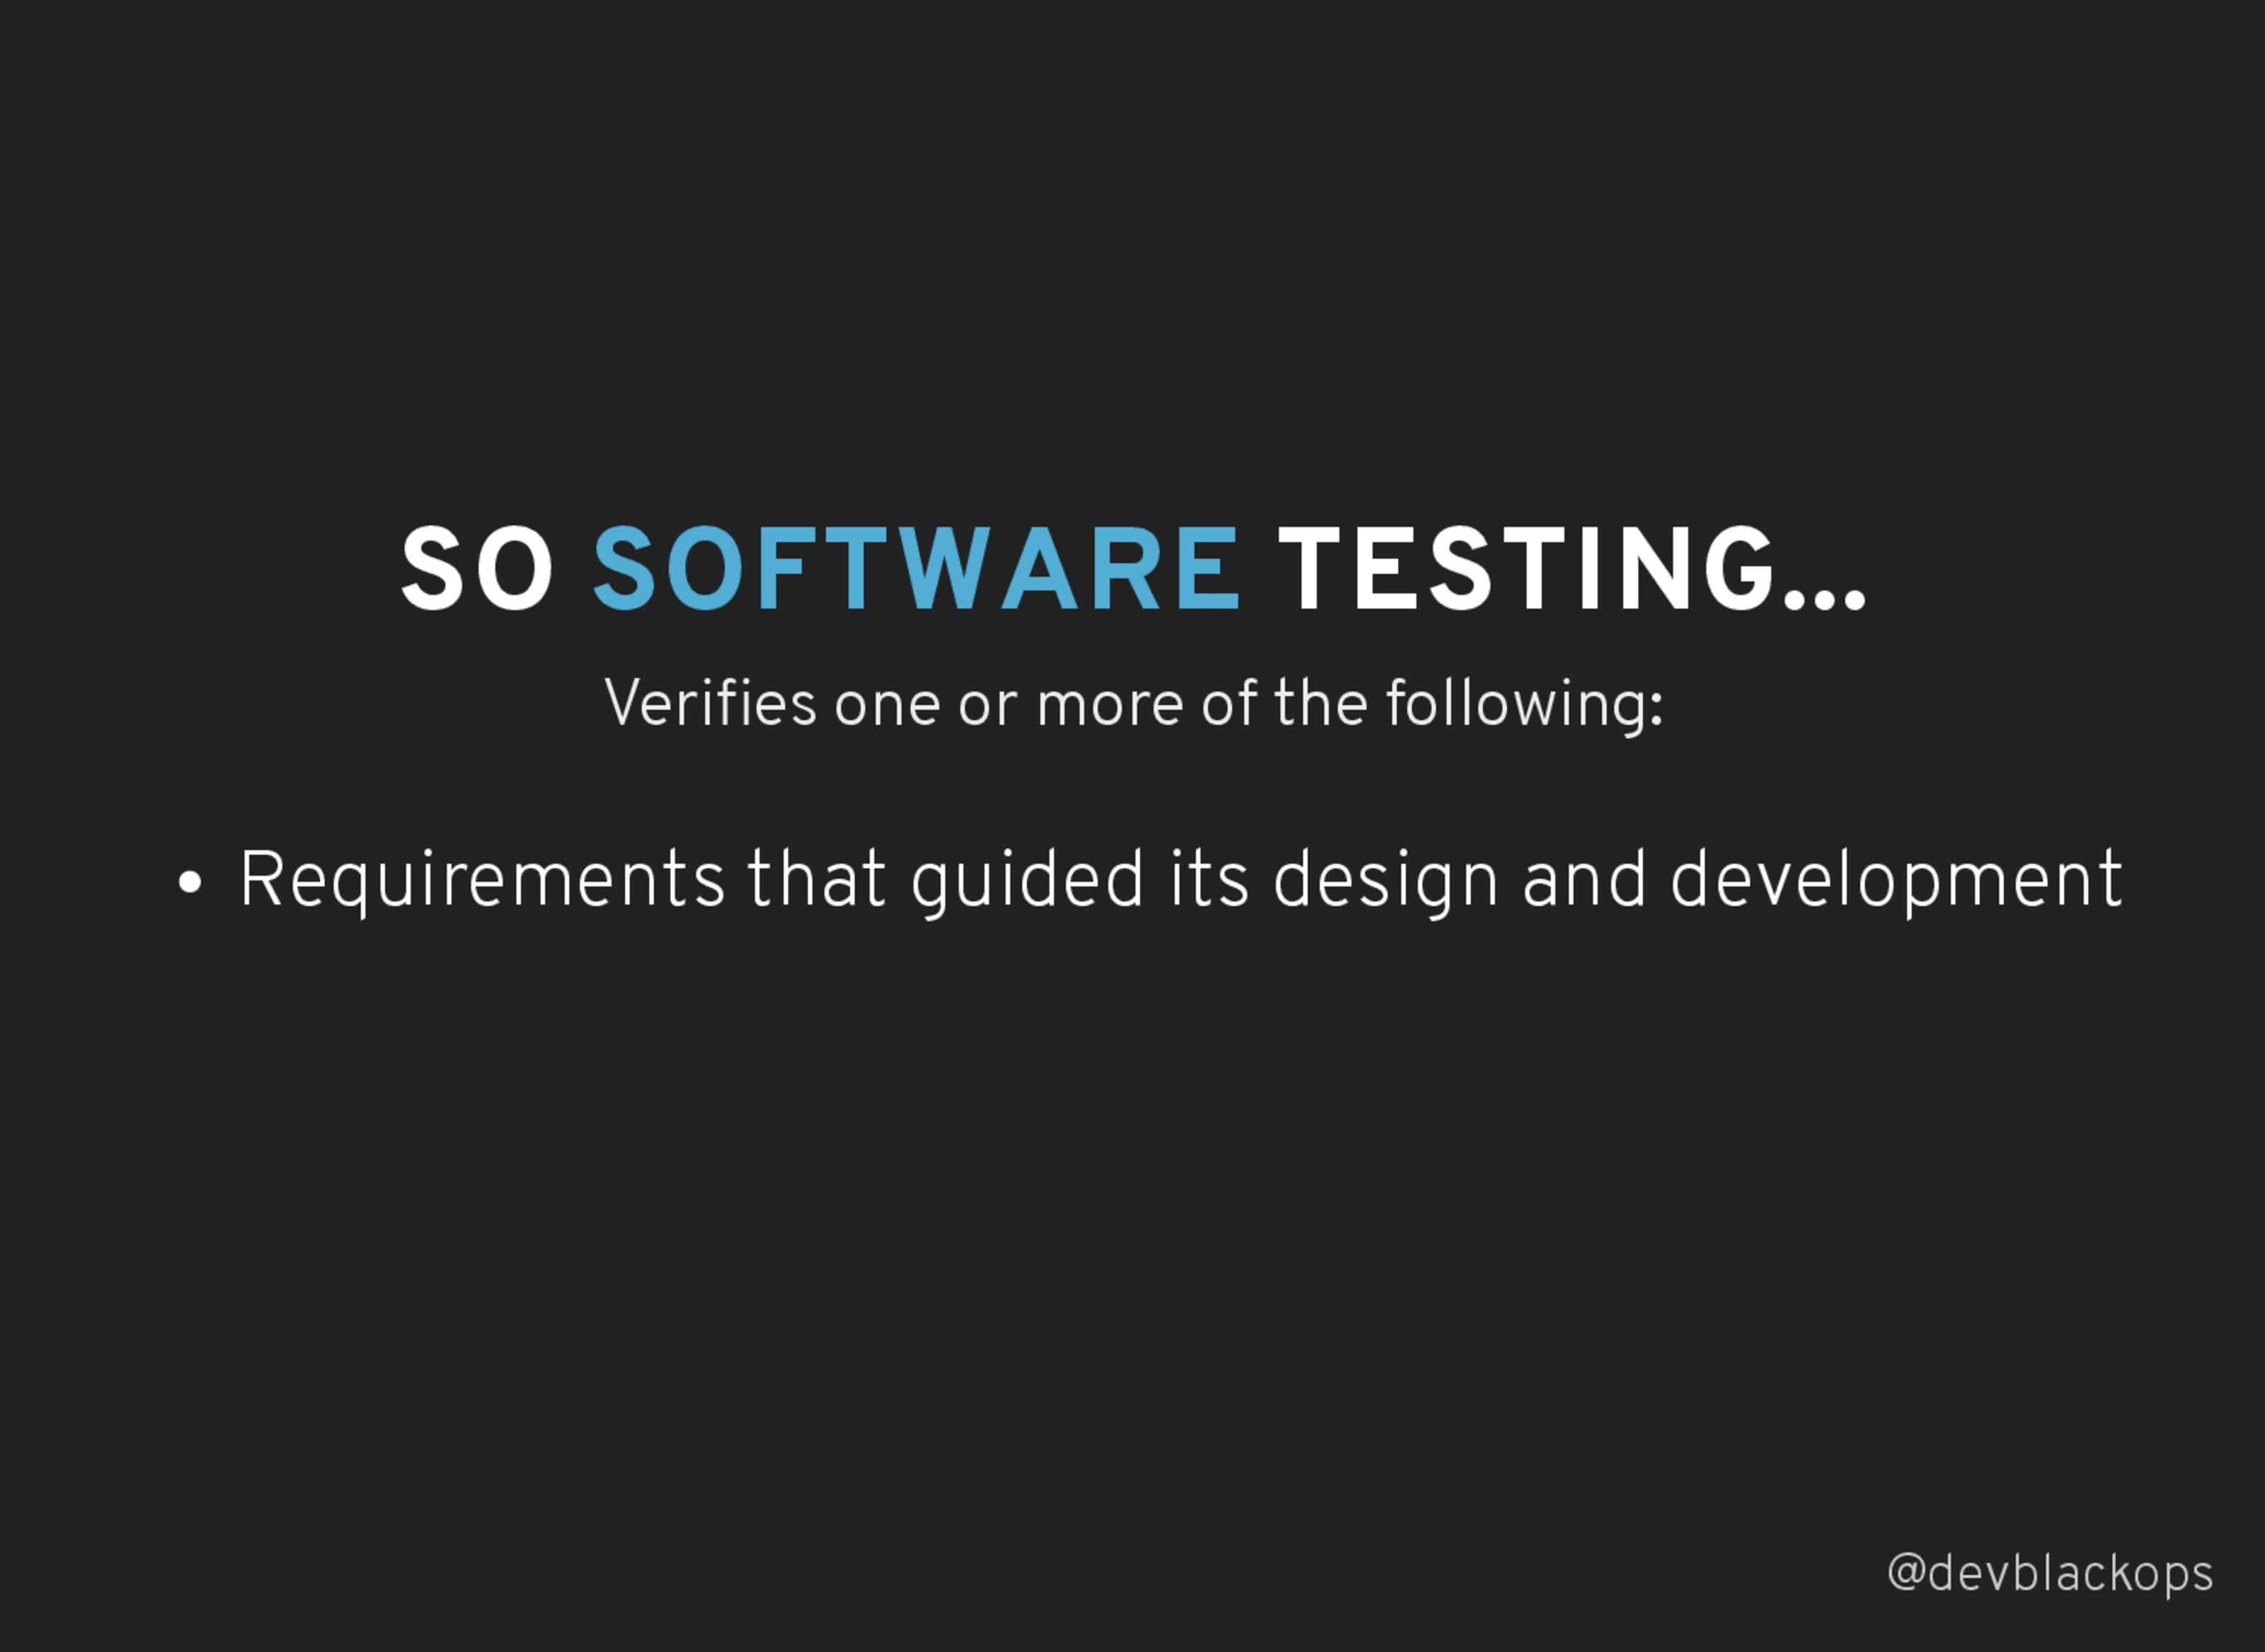 SO SOFTWARE TESTING...
Verifies one or more of the following:
• Requirements that guided its design and development
@devblackops